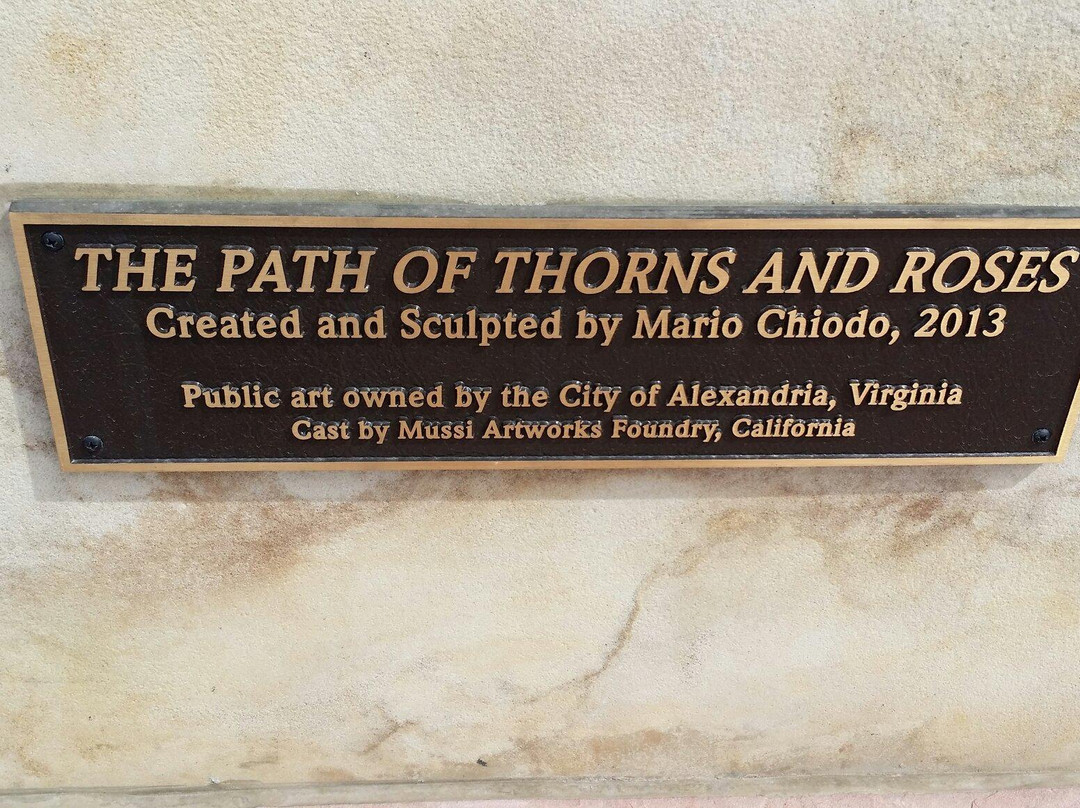 THE PATH OF THORNS AND ROSES
Created and Sculpted by Mario Chiodo, 2013
Public art owned by the City of Alexandria, Virginia
Cast by Mussi Artworks Foundry, California